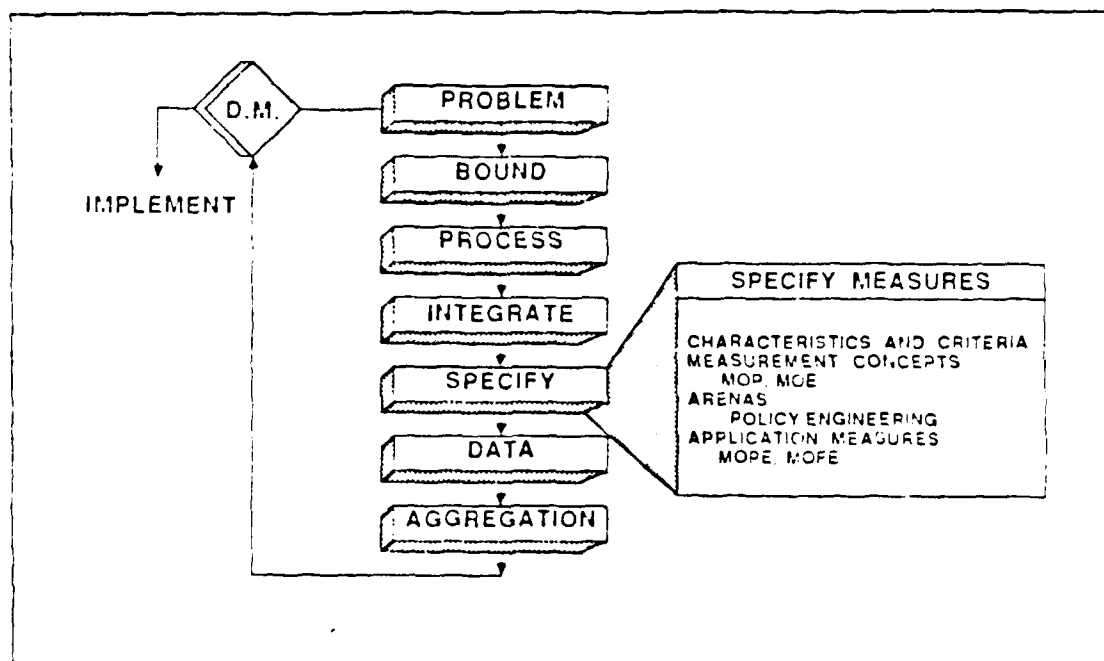 D.M.
IMPLEMENT
PROBLEM
BOUND
PROCESS
INTEGRATE
SPECIFY
DATA
AGGREGATION
SPECIFY MEASURES
CHARACTERISTICS AND CRITERIA
MEASUREMENT CONCEPTS
MOP, MOE
ARENAS
POLICY ENGINEERING
APPLICATION MEASURES
MOPE, MOFE